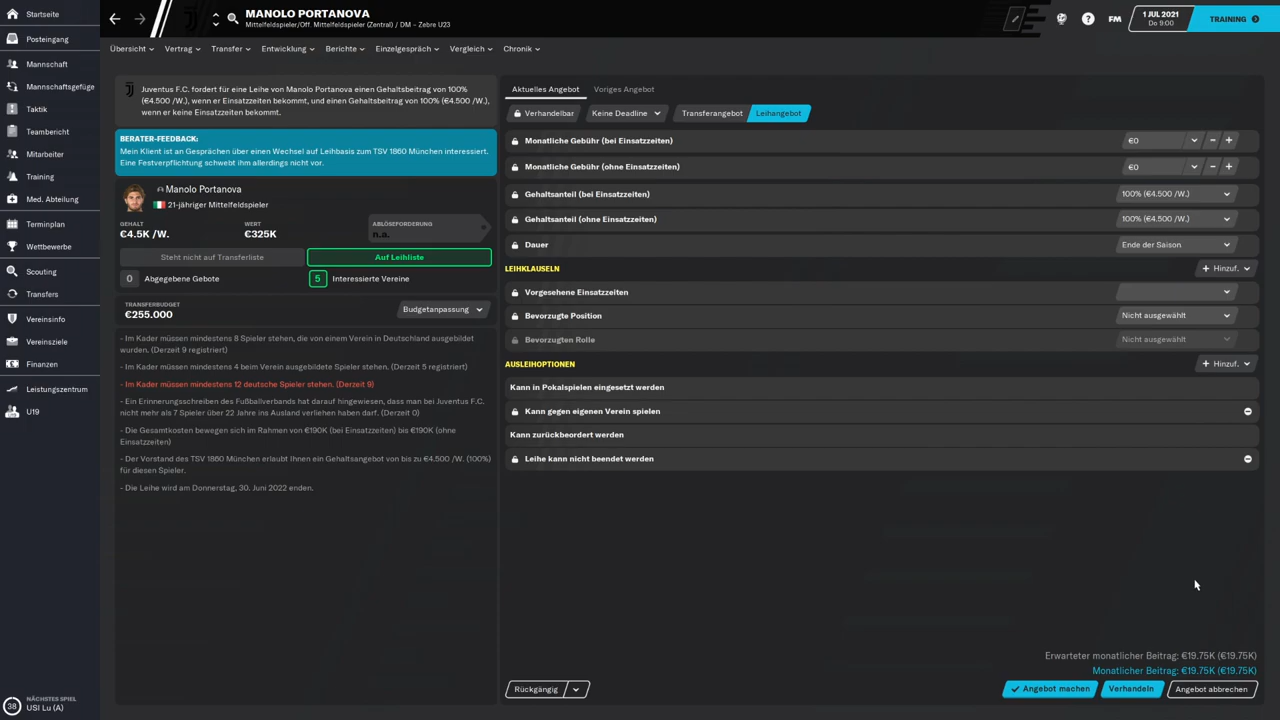 Startseite
Posteingang
Mannschaft
Mannschaftsgefüge
Taktik
Teambericht
Mitarbeiter
Training
Med. Abteilung
Terminplan
Wettbewerbe
Scouting
Transfers
Vereinsinfo
Vereinsziele
Finanzen
Leistungszentrum
U19
NÄCHSTES SPIEL
38 USI Lu (A)
MANOLO PORTANOVA
Mittelfeldspieler/Off. Mittelfeldspieler (Zentral) / DM – Zebre U23
FM
1 JUL 2021
Do 9:00
TRAINING
Übersicht Vertrag Transfer Entwicklung Berichte Einzelgespräch Vergleich Chronik
Juventus F.C. fordert für eine Leihe von Manolo Portanova einen Gehaltsbeitrag von 100%
(€4.500 /W.), wenn er Einsatzzeiten bekommt, und einen Gehaltsbeitrag von 100% (€4.500 /W.),
wenn er keine Einsatzzeiten bekommt.
BERATER-FEEDBACK:
Mein Klient ist an Gesprächen über einen Wechsel auf Leihbasis zum TSV 1860 München interessiert.
Eine Festverpflichtung schwebt ihm allerdings nicht vor.
Manolo Portanova
21-jähriger Mittelfeldspieler
GEHALT WERT ABLÖSEFORDERUNG
€4.5K /W. €325K n.a.
Steht nicht auf Transferliste Auf Leihliste
0 Abgegebene Gebote 5 Interessierte Vereine
TRANSFERBUDGET
€255.000 Budgetanpassung
- Im Kader müssen mindestens 8 Spieler stehen, die von einem Verein in Deutschland ausgebildet
wurden. (Derzeit 9 registriert)
- Im Kader müssen mindestens 4 beim Verein ausgebildete Spieler stehen. (Derzeit 5 registriert)
- Im Kader müssen mindestens 12 deutsche Spieler stehen. (Derzeit 9)
- Ein Erinnerungsschreiben des Fußballverbands hat darauf hingewiesen, dass man bei Juventus F.C.
nicht mehr als 7 Spieler über 22 Jahre ins Ausland verliehen haben darf. (Derzeit 0)
- Die Gesamtkosten bewegen sich im Rahmen von €190K (bei Einsatzzeiten) bis €190K (ohne
Einsatzzeiten)
- Der Vorstand des TSV 1860 München erlaubt Ihnen ein Gehaltsangebot von bis zu €4.500 /W. (100%)
für diesen Spieler.
- Die Leihe wird am Donnerstag, 30. Juni 2022 enden.
Aktuelles Angebot Voriges Angebot
Verhandelbar Keine Deadline Transferangebot Leihangebot
Monatliche Gebühr (bei Einsatzzeiten) €0
Monatliche Gebühr (ohne Einsatzzeiten) €0
Gehaltsanteil (bei Einsatzzeiten) 100% (€4.500 /W.)
Gehaltsanteil (ohne Einsatzzeiten) 100% (€4.500 /W.)
Dauer Ende der Saison
LEIHKLAUSELN + Hinzuf.
Vorgesehene Einsatzzeiten
Bevorzugte Position Nicht ausgewählt
Bevorzugten Rolle Nicht ausgewählt
AUSLEIHOPTIONEN + Hinzuf.
Kann in Pokalspielen eingesetzt werden
Kann gegen eigenen Verein spielen
Kann zurückbeordert werden
Leihe kann nicht beendet werden
Erwarteter monatlicher Beitrag: €19.75K (€19.75K)
Monatlicher Beitrag: €19.75K (€19.75K)
Rückgängig Angebot machen Verhandeln Angebot abbrechen